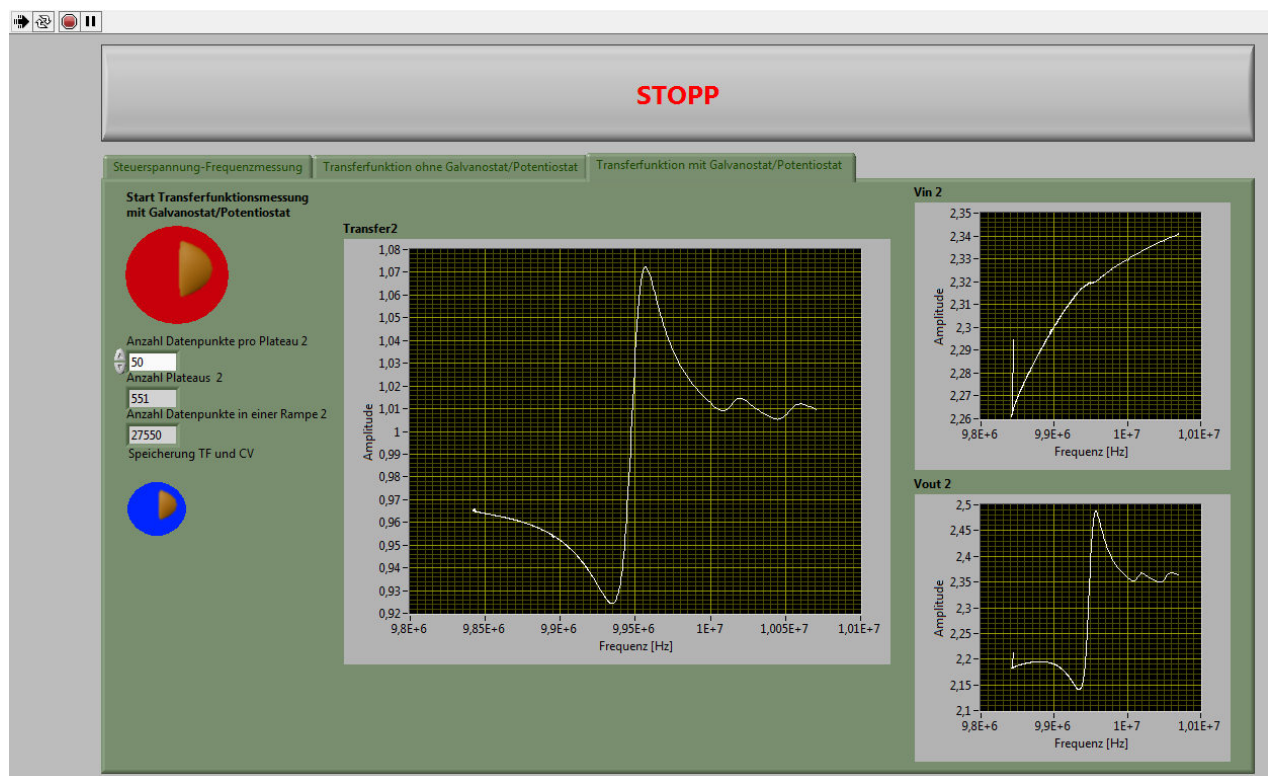 STOPP
Steuerspannung-Frequenzmessung
Transferfunktion ohne Galvanostat/Potentiostat
Transferfunktion mit Galvanostat/Potentiostat
Start Transferfunktionsmessung
mit Galvanostat/Potentiostat
Anzahl Datenpunkte pro Plateau 2
50
Anzahl Plateaus 2
551
Anzahl Datenpunkte in einer Rampe 2
27550
Speicherung TF und CV
Transfer2
1,08
1,07
1,06
1,05
1,04
1,03
1,02
1,01
1
0,99
0,98
0,97
0,96
0,95
0,94
0,93
0,92
Amplitude
9,8E+6 9,85E+6 9,9E+6 9,95E+6 1E+7 1,005E+7 1,01E+7
Frequenz [Hz]
Vin 2
2,35
2,34
2,33
2,32
2,31
2,3
2,29
2,28
2,27
2,26
Amplitude
9,8E+6 9,9E+6 1E+7 1,01E+7
Frequenz [Hz]
Vout 2
2,5
2,45
2,4
2,35
2,3
2,25
2,2
2,15
2,1
Amplitude
9,8E+6 9,9E+6 1E+7 1,01E+7
Frequenz [Hz]